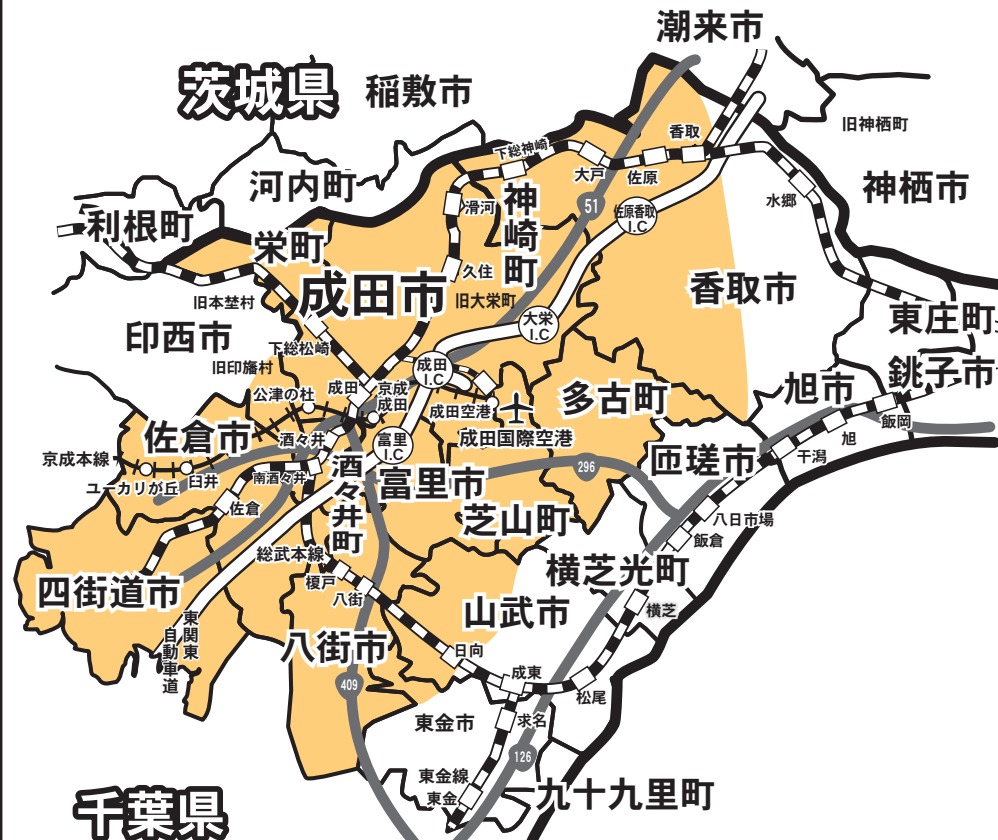 潮来市
茨城県
稲敷市
旧神栖町
香取
下総神崎
大戸
佐原
河内町
神栖市
神崎町
滑河
水郷
51
佐原香取
I.C
利根町
栄町
久住
成田市
旧大栄町
香取市
旧本埜村
東庄町
大栄
I.C
印西市
下総松崎
旧印旛村
成田
I.C
銚子市
旭市
成田
京成
成田
公津の杜
多古町
成田空港
飯岡
佐倉市
酒々井
富里
I.C
成田国際空港
旭
干潟
京成本線
匝瑳市
296
酒々井町
ユーカリが丘
臼井
南酒々井
富里市
佐倉
芝山町
八日市場
飯倉
総武本線
榎戸
八街
横芝光町
四街道市
山武市
横芝
東関東
自動車道
八街市
日向
成東
409
松尾
東金市
求名
126
東金線
東金
九十九里町
千葉県